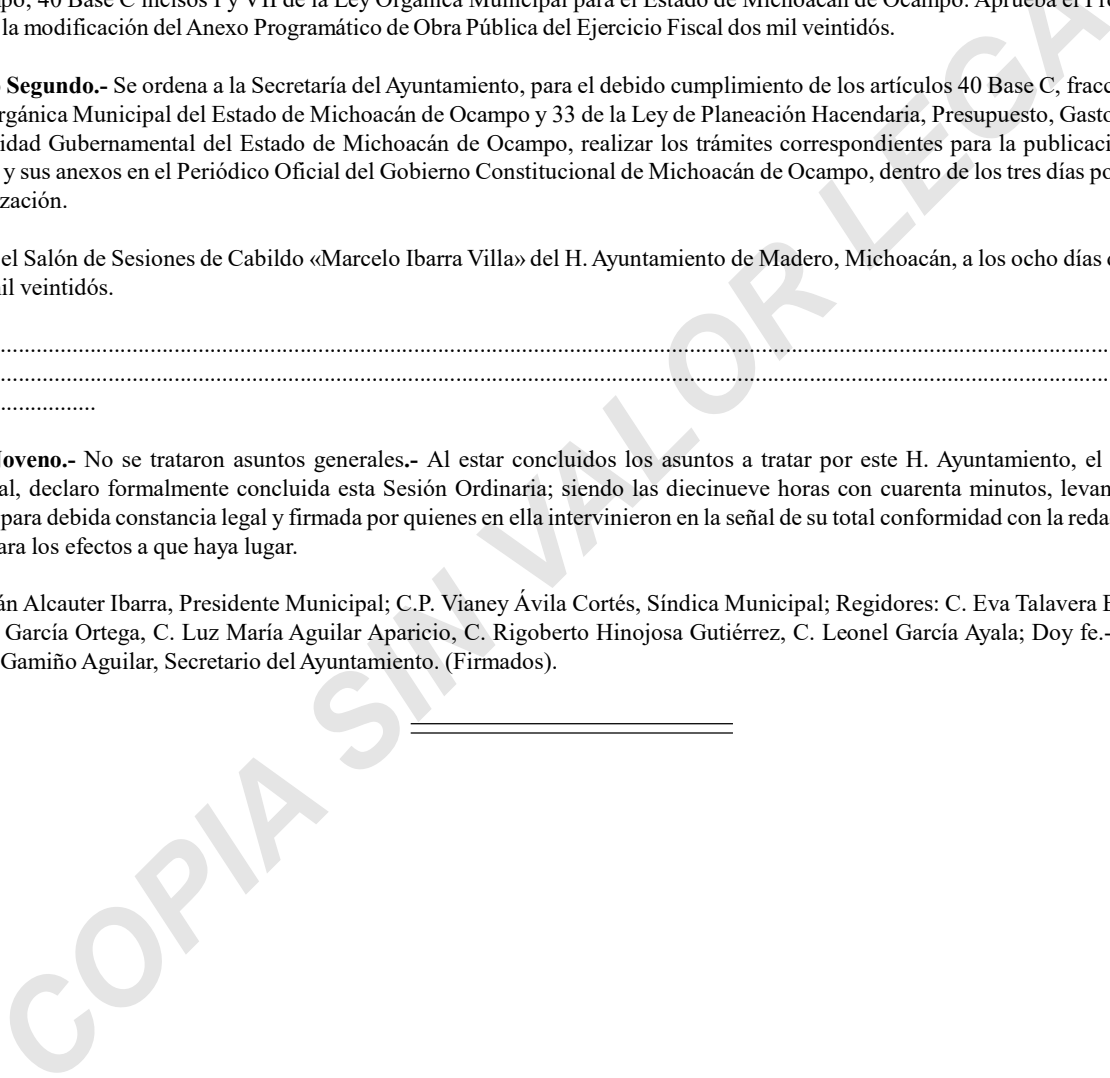 mpo, 40 Base C incisos I y VII de la Ley Orgánica Municipal para el Estado de Michoacán de Ocampo. Aprueba el
la modificación del Anexo Programático de Obra Pública del Ejercicio Fiscal dos mil veintidós.
Segundo.- Se ordena a la Secretaría del Ayuntamiento, para el debido cumplimiento de los artículos 40 Base C, fracc
rgánica Municipal del Estado de Michoacán de Ocampo y 33 de la Ley de Planeación Hacendaria, Presupuesto, Gasto
idad Gubernamental del Estado de Michoacán de Ocampo, realizar los trámites correspondientes para la publicaci
y sus anexos en el Periódico Oficial del Gobierno Constitucional de Michoacán de Ocampo, dentro de los tres días po
zación.
el Salón de Sesiones de Cabildo «Marcelo Ibarra Villa» del H. Ayuntamiento de Madero, Michoacán, a los ocho días
il veintidós.
........................................................................................................................
........................................................................................................................
.................
Noveno.- No se trataron asuntos generales.- Al estar concluidos los asuntos a tratar por este H. Ayuntamiento, el
al, declaro formalmente concluida esta Sesión Ordinaria; siendo las diecinueve horas con cuarenta minutos, levan
para debida constancia legal y firmada por quienes en ella intervinieron en la señal de su total conformidad con la reda
ara los efectos a que haya lugar.
án Alcauter Ibarra, Presidente Municipal; C.P. Vianey Ávila Cortés, Síndica Municipal; Regidores: C. Eva Talavera
García Ortega, C. Luz María Aguilar Aparicio, C. Rigoberto Hinojosa Gutiérrez, C. Leonel García Ayala; Doy fe.-
Gamiño Aguilar, Secretario del Ayuntamiento. (Firmados).
COPIA SIN VALOR LEGA